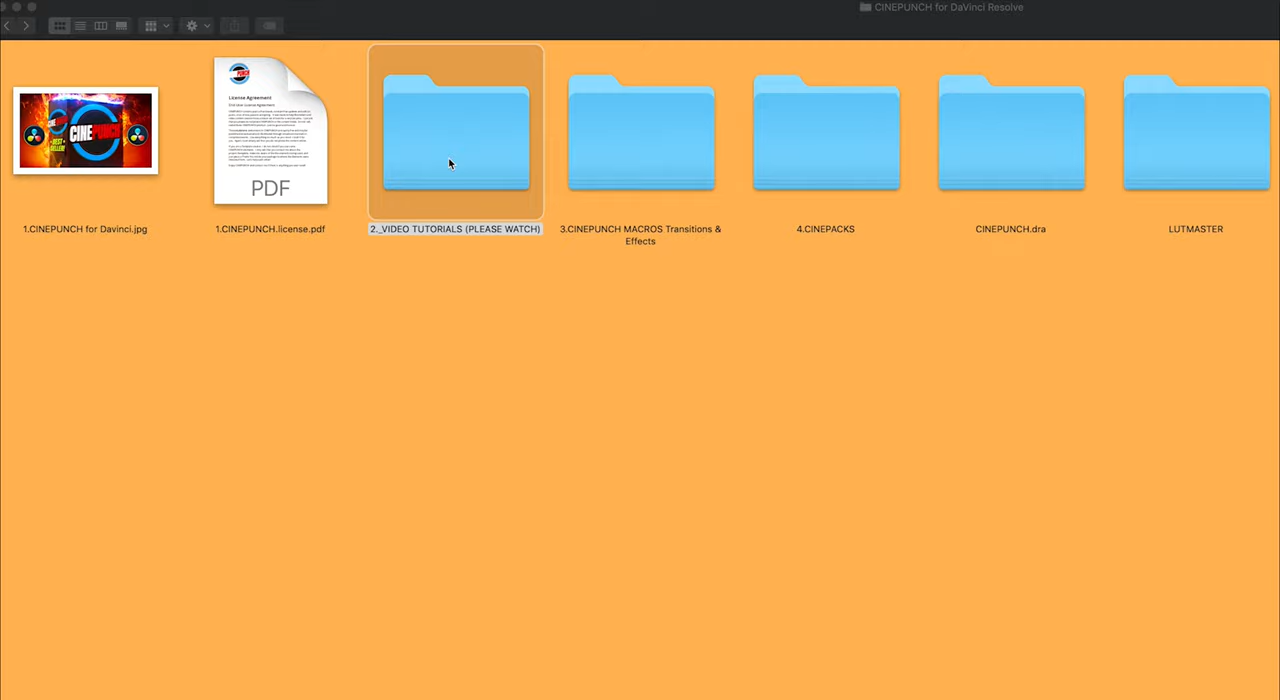 CINEPUNCH for DaVinci Resolve
CINEPUNCH
License Agreement
PDF
1.CINEPUNCH for Davinci.jpg
1.CINEPUNCH.license.pdf
2._VIDEO TUTORIALS (PLEASE WATCH)
3.CINEPUNCH MACROS Transitions &
Effects
4.CINEPACKS
CINEPUNCH.dra
LUTMASTER